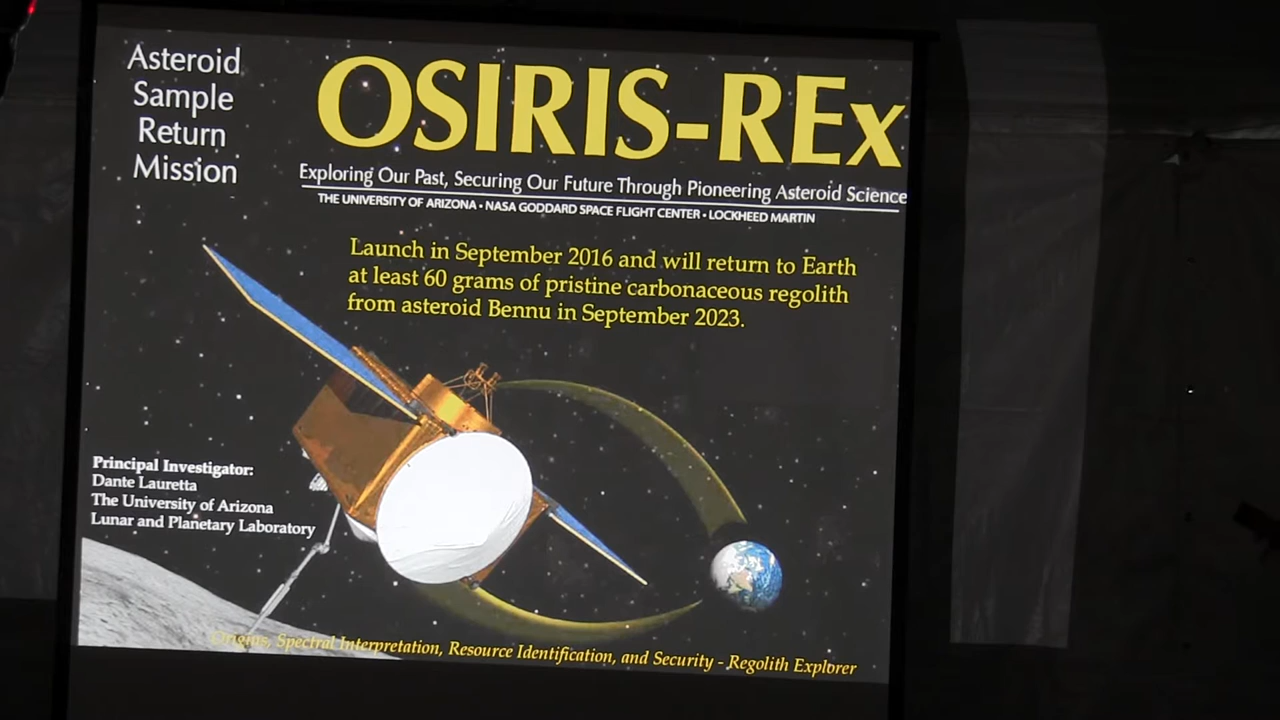 Asteroid
Sample
Return
Mission
OSIRIS-REx
Exploring Our Past, Securing Our Future Through Pioneering Asteroid Science
THE UNIVERSITY OF ARIZONA • NASA GODDARD SPACE FLIGHT CENTER • LOCKHEED MARTIN
Launch in September 2016 and will return to Earth
at least 60 grams of pristine carbonaceous regolith
from asteroid Bennu in September 2023.
Principal Investigator:
Dante Lauretta
The University of Arizona
Lunar and Planetary Laboratory
Origins, Spectral Interpretation, Resource Identification, and Security - Regolith Explorer